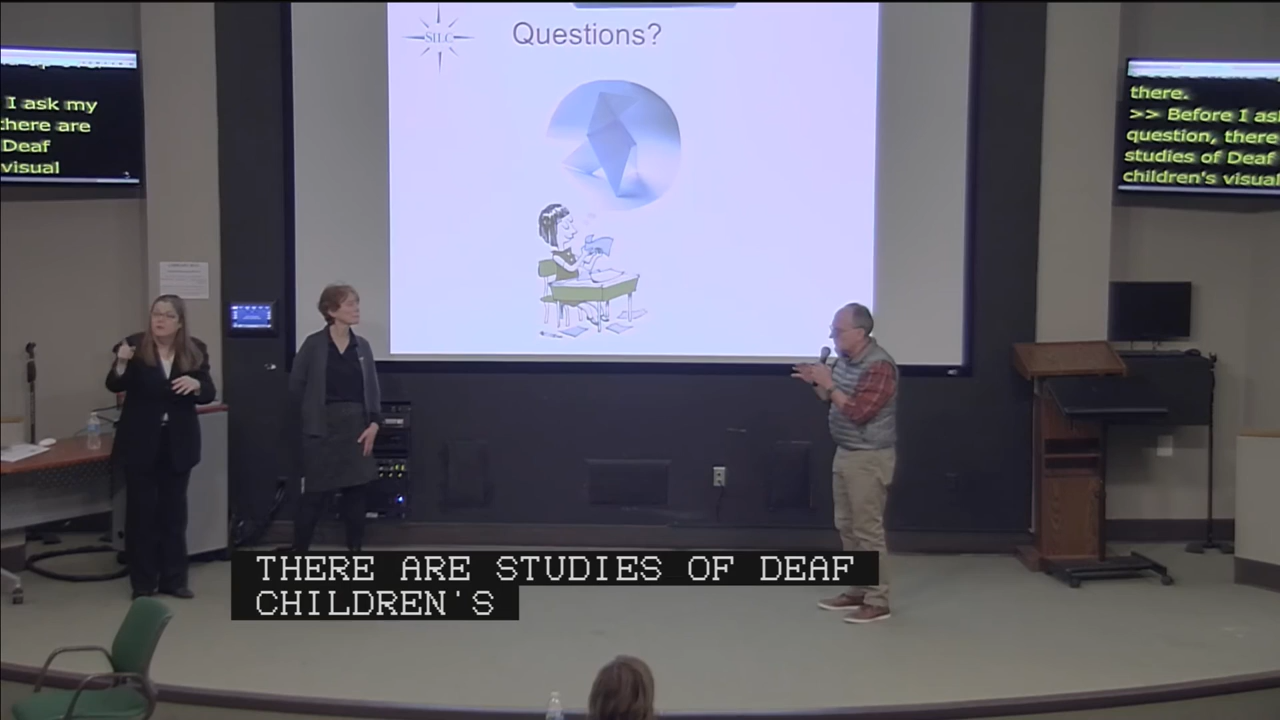 SILC
Questions?
I ask my
there are
Deaf
visual
there.
>> Before I ask
question, there
studies of Deaf
children's visual
THERE ARE STUDIES OF DEAF
CHILDREN'S